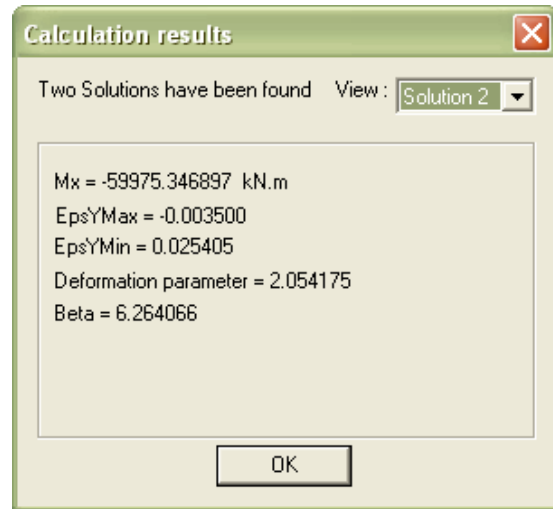 Calculation results
Two Solutions have been found View : Solution 2
Mx = -59975.346897 kN.m
EpsYMax = -0.003500
EpsYMin = 0.025405
Deformation parameter = 2.054175
Beta = 6.264066
OK